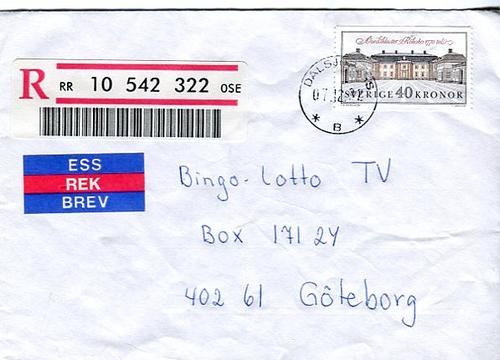 R RR 10 542 322 OSE
SVERIGE 40 KRONOR
B
ESS
REK
BREV
Bingo-Lotto TV
Box 171 24
402 61 Göteborg